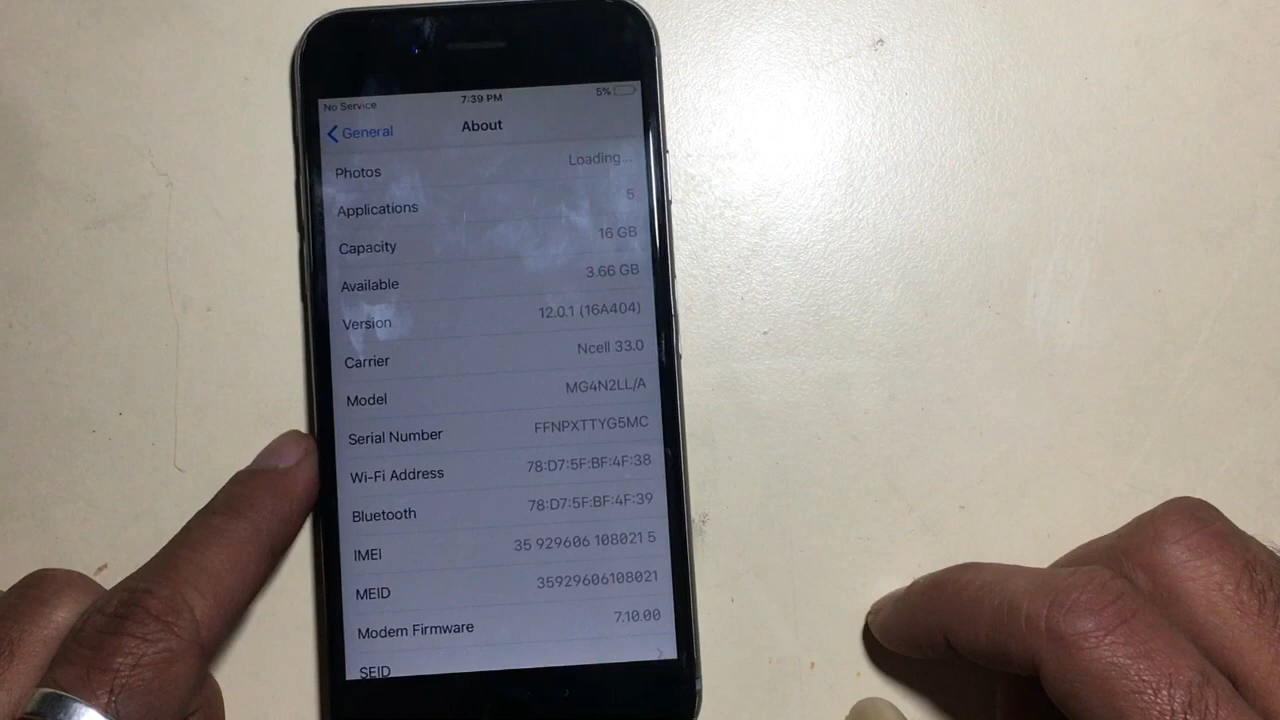 No Service 7:39 PM 5%
General About
Photos Loading...
Applications 5
Capacity 16 GB
Available 3.66 GB
Version 12.0.1 (16A404)
Carrier Ncell 33.0
Model MG4N2LL/A
Serial Number FFNPXTTYG5MC
Wi-Fi Address 78:D7:5F:BF:4F:38
Bluetooth 78:D7:5F:BF:4F:39
IMEI 35 929606 108021 5
MEID 35929606108021
Modem Firmware 7.10.00
SEID